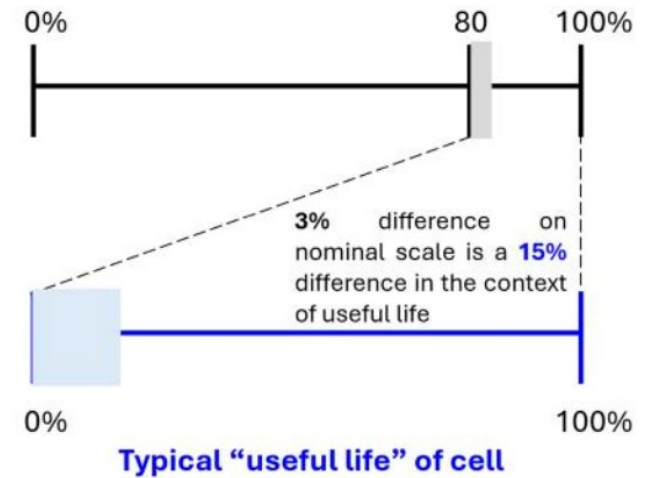 0% 80 100%
3% difference on
nominal scale is a 15%
difference in the context
of useful life
0% 100%
Typical “useful life” of cell